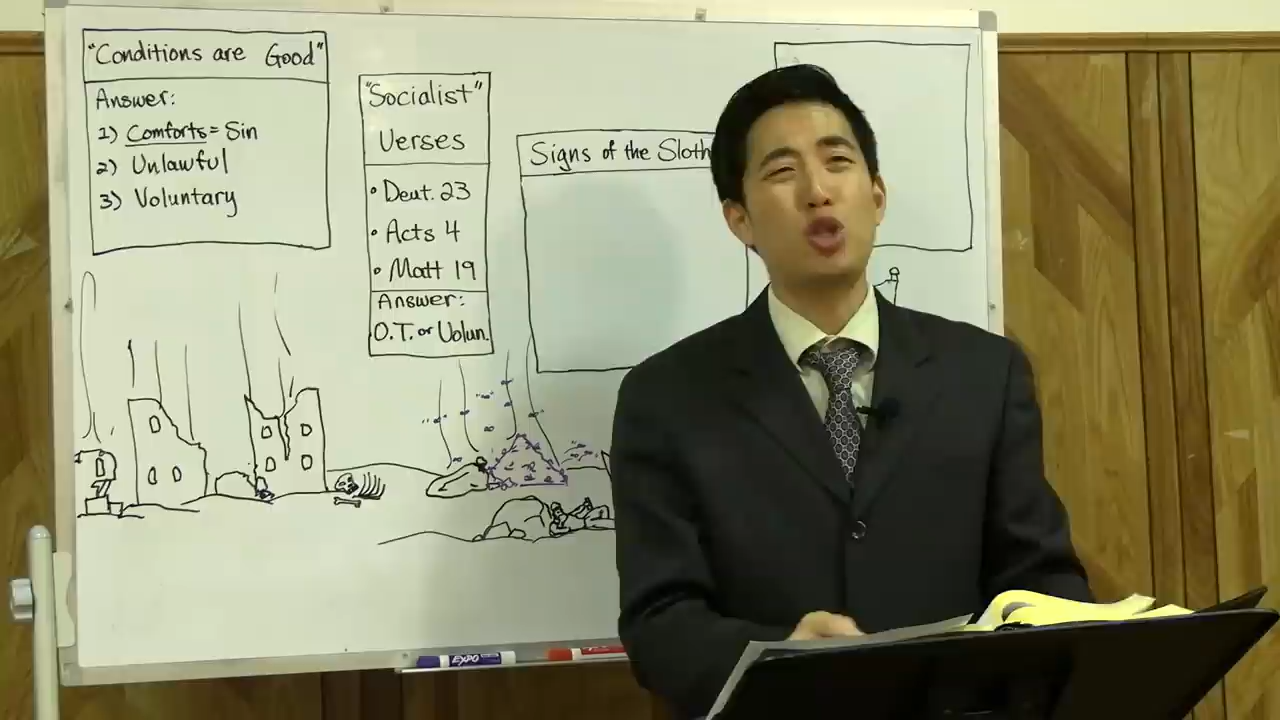 "Conditions are Good"
Answer:
1) Comforts = Sin
2) Unlawful
3) Voluntary
"Socialist"
Verses
• Deut. 23
• Acts 4
• Matt 19
Answer:
O.T. or Volun.
Signs of the Sloth
EXPO